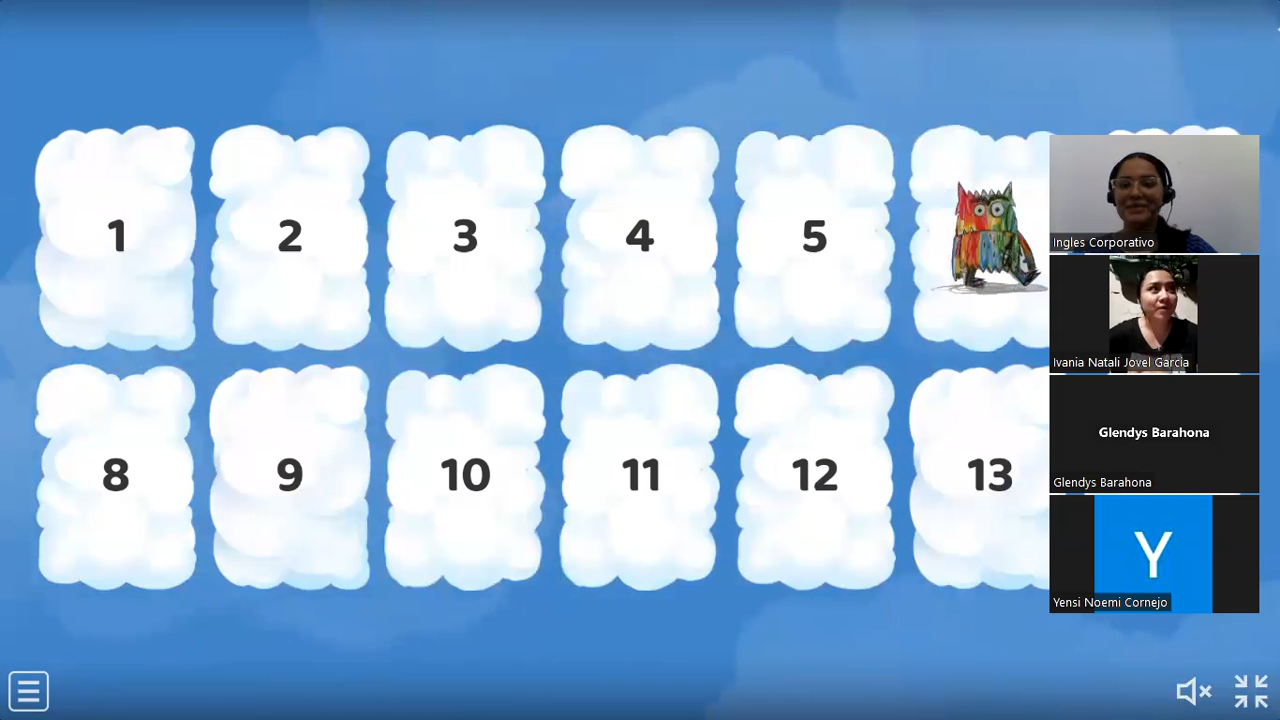 1 2 3 4 5
8 9 10 11 12 13
Ingles Corporativo
Ivania Natali Jovel Garcia
Glendys Barahona
Glendys Barahona
Y
Yensi Noemi Cornejo